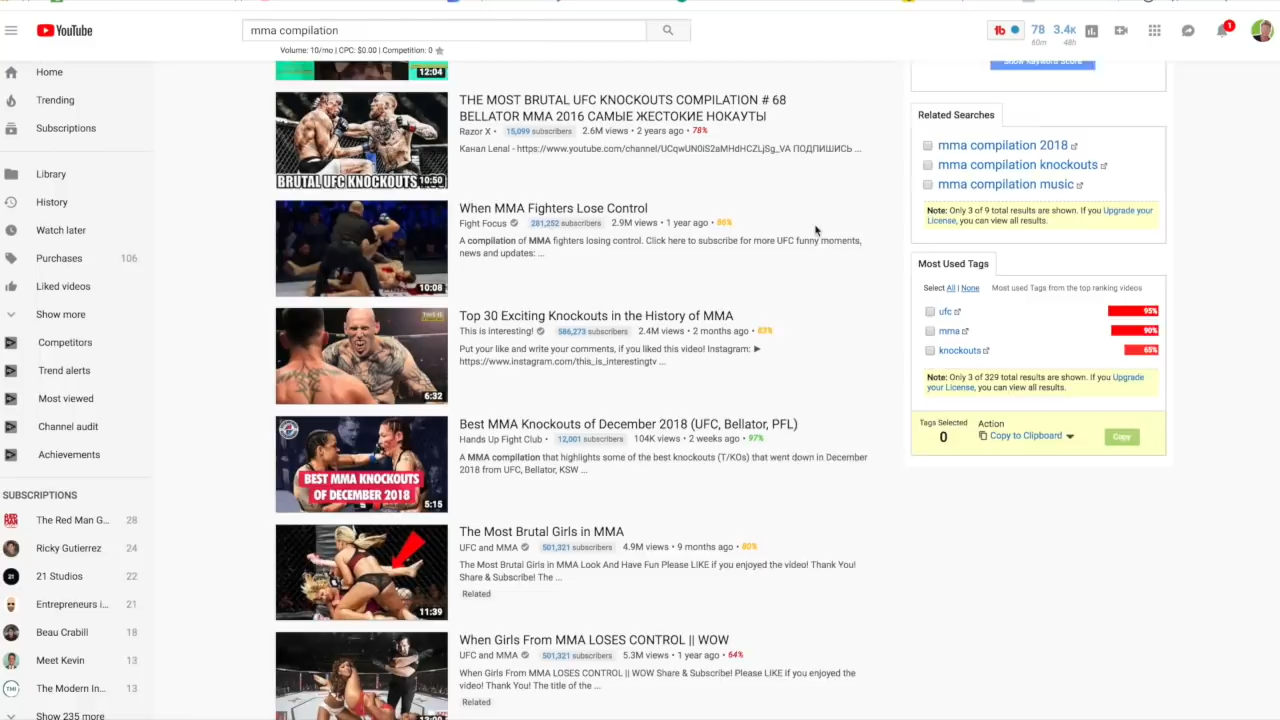 YouTube
mma compilation
Volume: 10/mo | CPC: $0.00 | Competition: 0
tb
78
60m
3.4K
48h
1
Home
Trending
Subscriptions
Library
History
Watch later
Purchases 106
Liked videos
Show more
Competitors
Trend alerts
Most viewed
Channel audit
Achievements
SUBSCRIPTIONS
The Red Man G... 28
Ricky Gutierrez 24
21 Studios 22
Entrepreneurs i... 21
Beau Crabill 18
Meet Kevin 13
The Modern In... 13
Show 235 more
12:04
BRUTAL UFC KNOCKOUTS
10:50
THE MOST BRUTAL UFC KNOCKOUTS COMPILATION # 68
BELLATOR MMA 2016 САМЫЕ ЖЕСТОКИЕ НОКАУТЫ
Razor X • 15,099 subscribers 2.6M views • 2 years ago • 78%
Канал Lenal - https://www.youtube.com/channel/UCqwUN0iS2aMHdHCZLjSg_VA ПОДПИШИСЬ ...
10:08
When MMA Fighters Lose Control
Fight Focus 281,252 subscribers 2.9M views • 1 year ago • 86%
A compilation of MMA fighters losing control. Click here to subscribe for more UFC funny moments,
news and updates: ...
6:32
Top 30 Exciting Knockouts in the History of MMA
This is interesting! 586,273 subscribers 2.4M views • 2 months ago • 83%
Put your like and write your comments, if you liked this video! Instagram: ►
https://www.instagram.com/this_is_interestingtv ...
BEST MMA KNOCKOUTS
OF DECEMBER 2018
5:15
Best MMA Knockouts of December 2018 (UFC, Bellator, PFL)
Hands Up Fight Club • 12,001 subscribers 104K views • 2 weeks ago • 97%
A MMA compilation that highlights some of the best knockouts (T/KOs) that went down in December
2018 from UFC, Bellator, KSW ...
11:39
The Most Brutal Girls in MMA
UFC and MMA 501,321 subscribers 4.9M views • 9 months ago • 80%
The Most Brutal Girls in MMA Look And Have Fun Please LIKE if you enjoyed the video! Thank You!
Share & Subscribe! The ...
Related
When Girls From MMA LOSES CONTROL || WOW
UFC and MMA 501,321 subscribers 5.3M views • 1 year ago • 64%
When Girls From MMA LOSES CONTROL || WOW Share & Subscribe! Please LIKE if you enjoyed the
video! Thank You! The title of the ...
Related
Show Keyword Score
Related Searches
mma compilation 2018
mma compilation knockouts
mma compilation music
Note: Only 3 of 9 total results are shown. If you Upgrade your
License, you can view all results.
Most Used Tags
Select All | None Most used Tags from the top ranking videos
ufc 95%
mma 90%
knockouts 65%
Note: Only 3 of 329 total results are shown. If you Upgrade
your License, you can view all results.
Tags Selected
0
Action
Copy to Clipboard
Copy